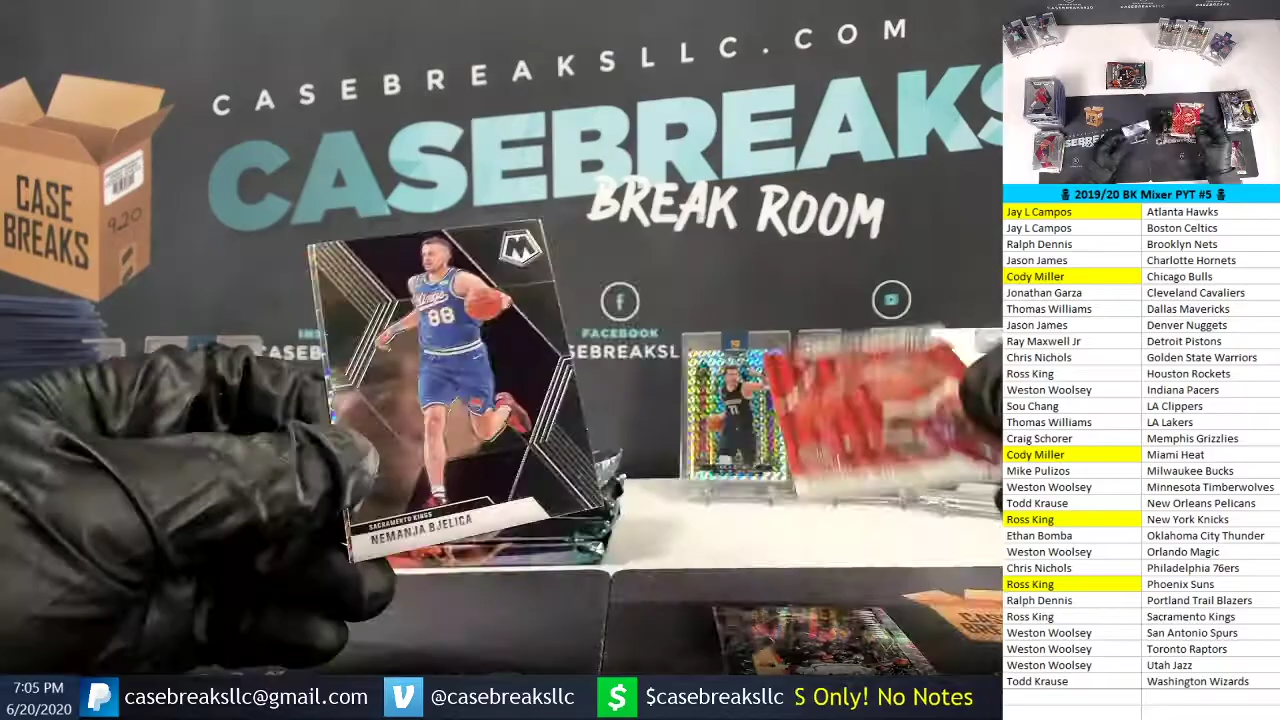 CASEBREAKSLLC.COM
CASEBREAKS
BREAK ROOM
CASE
BREAKS
920
M
88
SACRAMENTO KINGS
NEMANJA BJELICA
FACEBOOK
2019/20 BK Mixer PYT #5
Jay L Campos Atlanta Hawks
Jay L Campos Boston Celtics
Ralph Dennis Brooklyn Nets
Jason James Charlotte Hornets
Cody Miller Chicago Bulls
Jonathan Garza Cleveland Cavaliers
Thomas Williams Dallas Mavericks
Jason James Denver Nuggets
Ray Maxwell Jr Detroit Pistons
Chris Nichols Golden State Warriors
Ross King Houston Rockets
Weston Woolsey Indiana Pacers
Sou Chang LA Clippers
Thomas Williams LA Lakers
Craig Schorer Memphis Grizzlies
Cody Miller Miami Heat
Mike Pulizos Milwaukee Bucks
Weston Woolsey Minnesota Timberwolves
Todd Krause New Orleans Pelicans
Ross King New York Knicks
Ethan Bomba Oklahoma City Thunder
Weston Woolsey Orlando Magic
Chris Nichols Philadelphia 76ers
Ross King Phoenix Suns
Ralph Dennis Portland Trail Blazers
Ross King Sacramento Kings
Weston Woolsey San Antonio Spurs
Weston Woolsey Toronto Raptors
Weston Woolsey Utah Jazz
Todd Krause Washington Wizards
7:05 PM
6/20/2020
casebreaksllc@gmail.com
@casebreaksllc
$casebreaksllc
S Only! No Notes